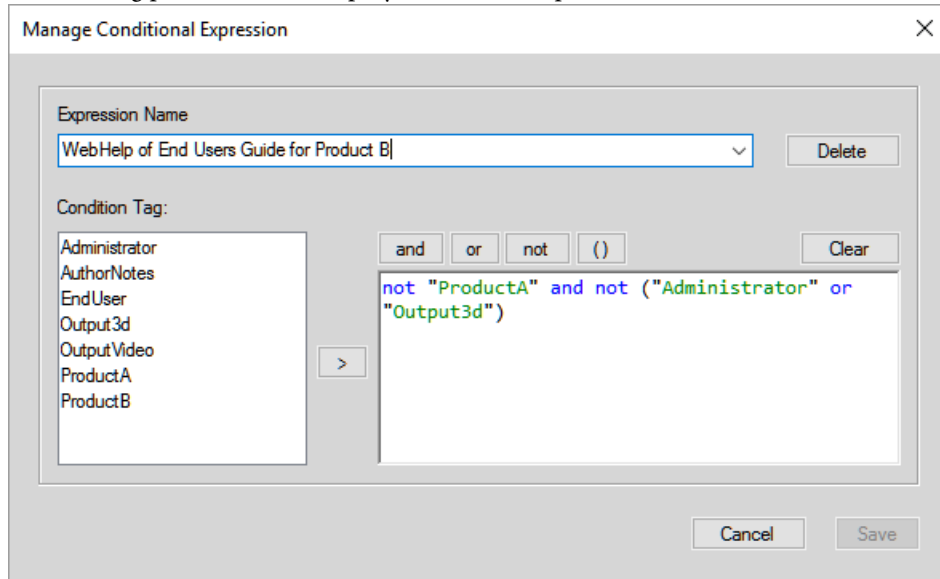 Manage Conditional Expression
Expression Name
WebHelp of End Users Guide for Product B
Delete
Condition Tag:
Administrator
AuthorNotes
EndUser
Output3d
OutputVideo
ProductA
ProductB
>
and or not () Clear
not "ProductA" and not ("Administrator" or
"Output3d")
Cancel Save